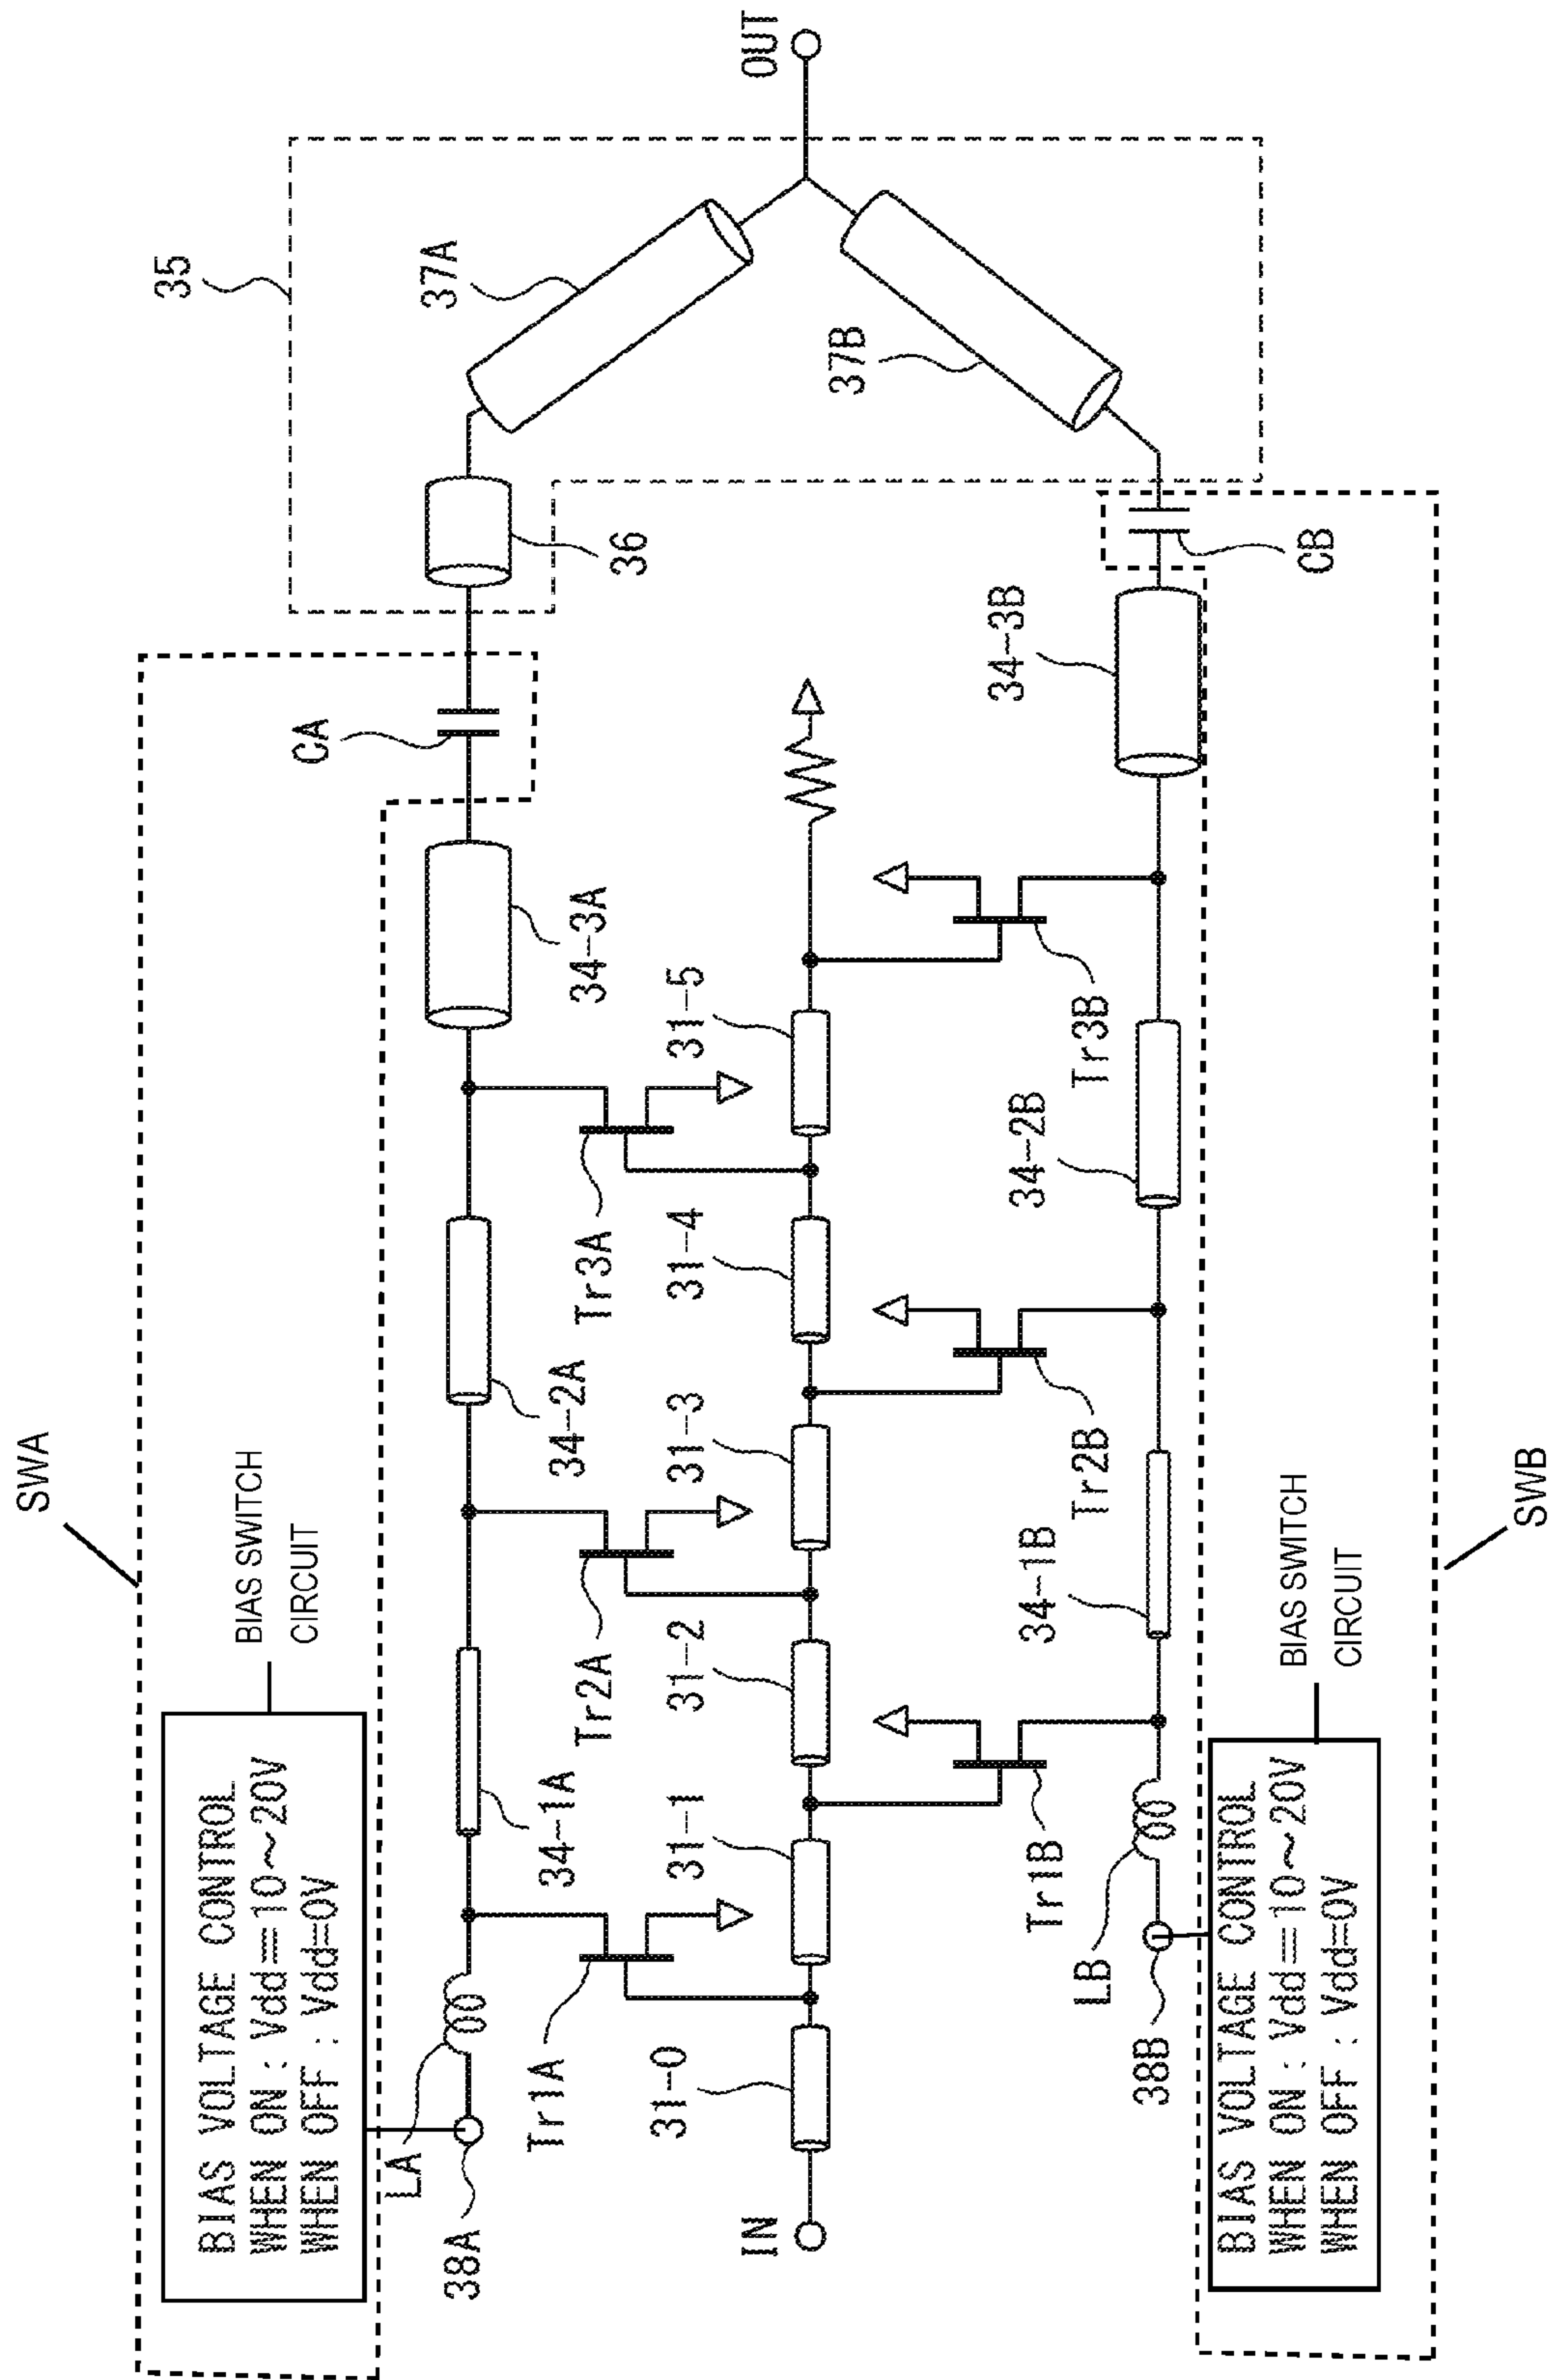 SWA
BIAS SWITCH
CIRCUIT
BIAS VOLTAGE CONTROL
WHEN ON : Vdd=10~20V
WHEN OFF : Vdd=0V
LA
38A
34-1A
34-2A
34-3A
CA
35
36
37A
37B
OUT
Tr1A
Tr2A
Tr3A
31-0
31-1
31-2
31-3
31-4
31-5
IN
Tr1B
Tr2B
Tr3B
LB
38B
34-1B
34-2B
34-3B
CB
BIAS VOLTAGE CONTROL
WHEN ON : Vdd=10~20V
WHEN OFF : Vdd=0V
BIAS SWITCH
CIRCUIT
SWB